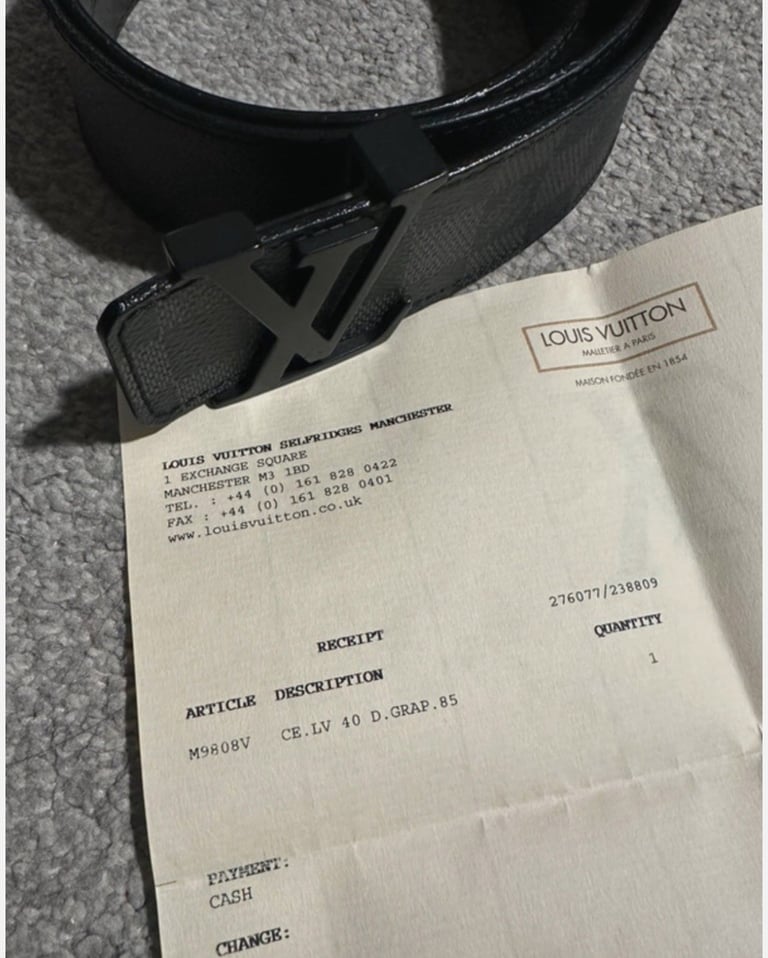 LOUIS VUITTON
MALLETIER A PARIS
MAISON FONDÉE EN 1854
LOUIS VUITTON SELFRIDGES MANCHESTER
1 EXCHANGE SQUARE
MANCHESTER M3 1BD
TEL. : +44 (0) 161 828 0422
FAX : +44 (0) 161 828 0401
www.louisvuitton.co.uk
276077/238809
RECEIPT
QUANTITY
ARTICLE DESCRIPTION
1
M9808V CE.LV 40 D.GRAP.85
PAYMENT:
CASH
CHANGE: